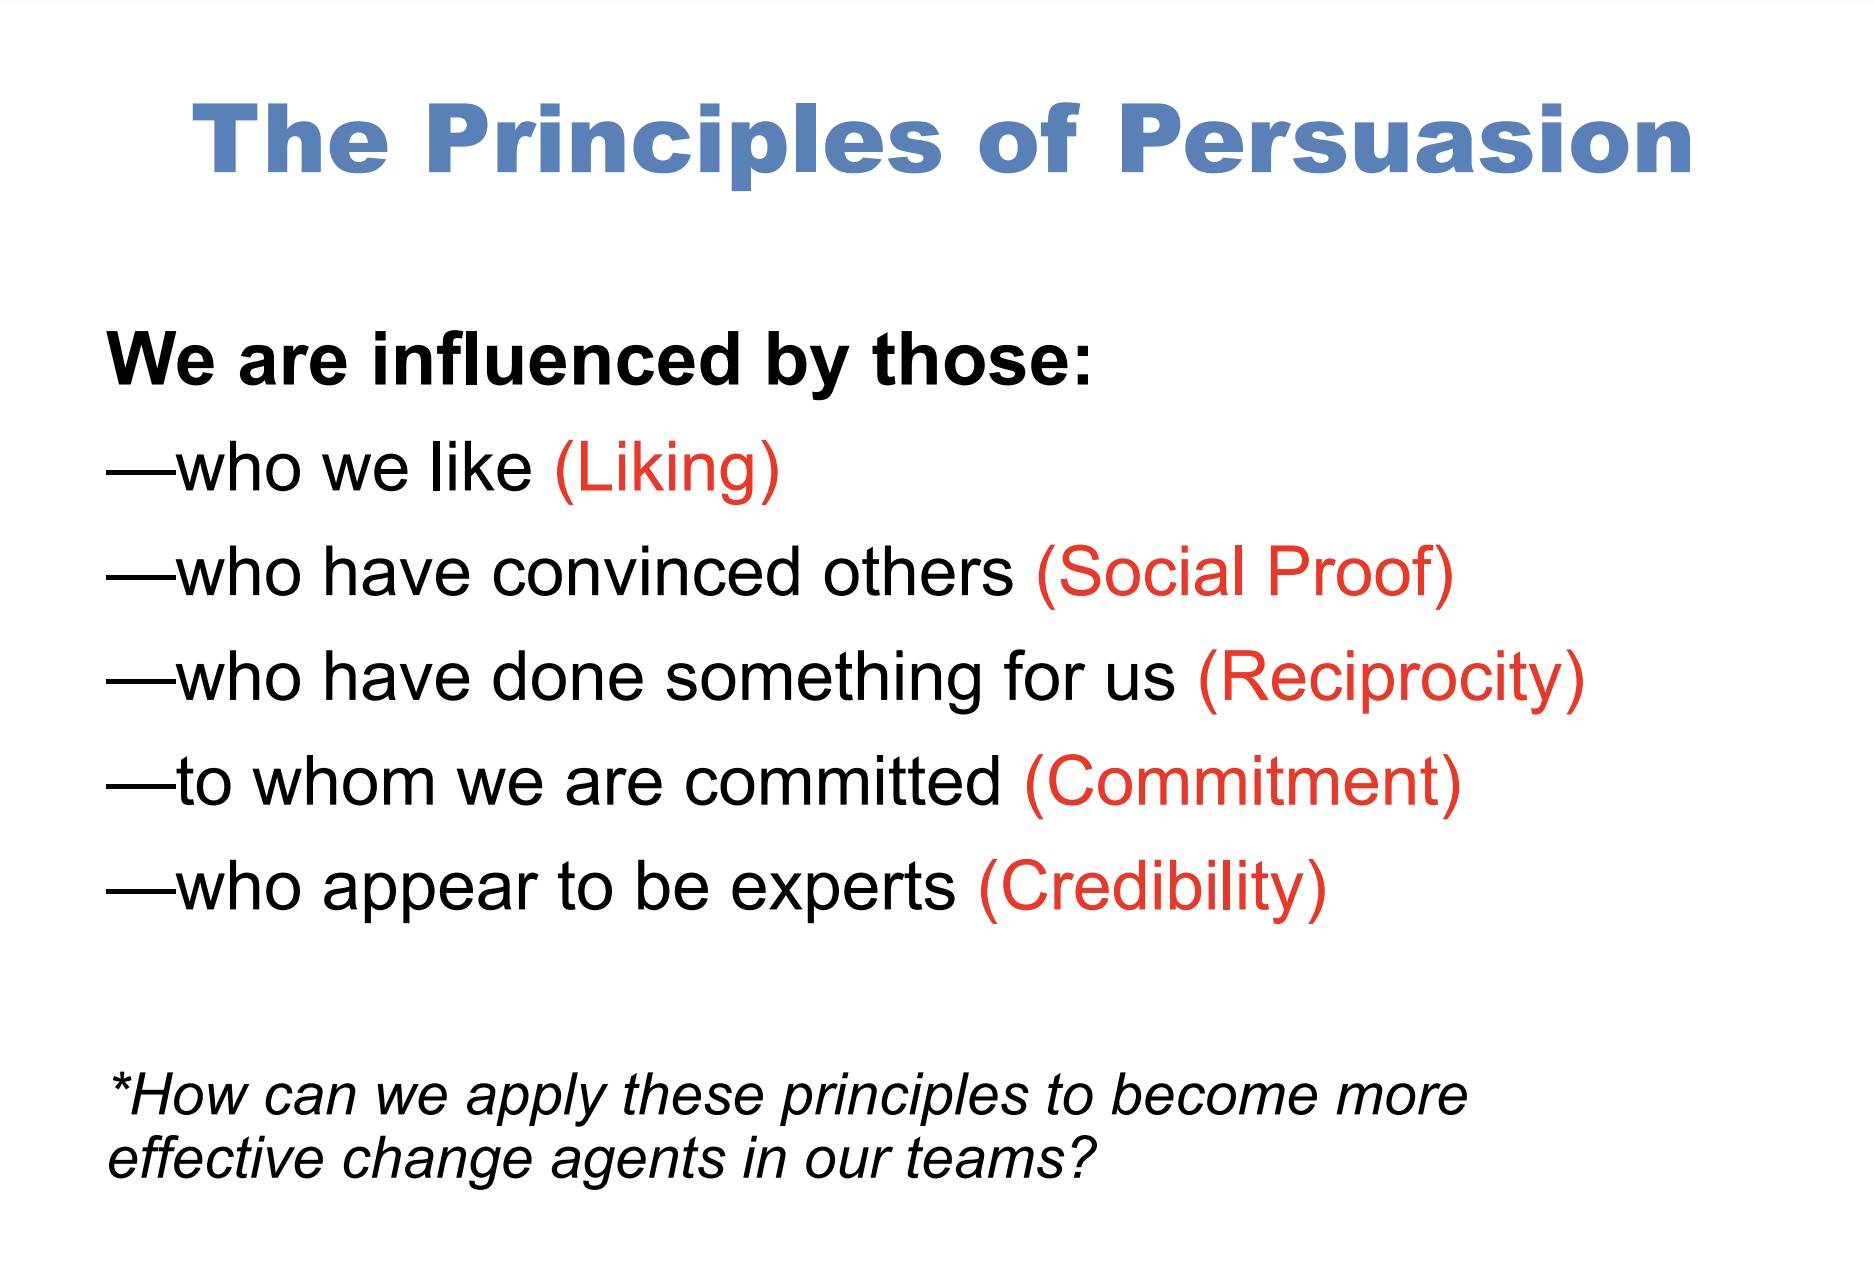 The Principles of Persuasion
We are influenced by those:
—who we like (Liking)
—who have convinced others (Social Proof)
—who have done something for us (Reciprocity)
—to whom we are committed (Commitment)
—who appear to be experts (Credibility)
*How can we apply these principles to become more
effective change agents in our teams?